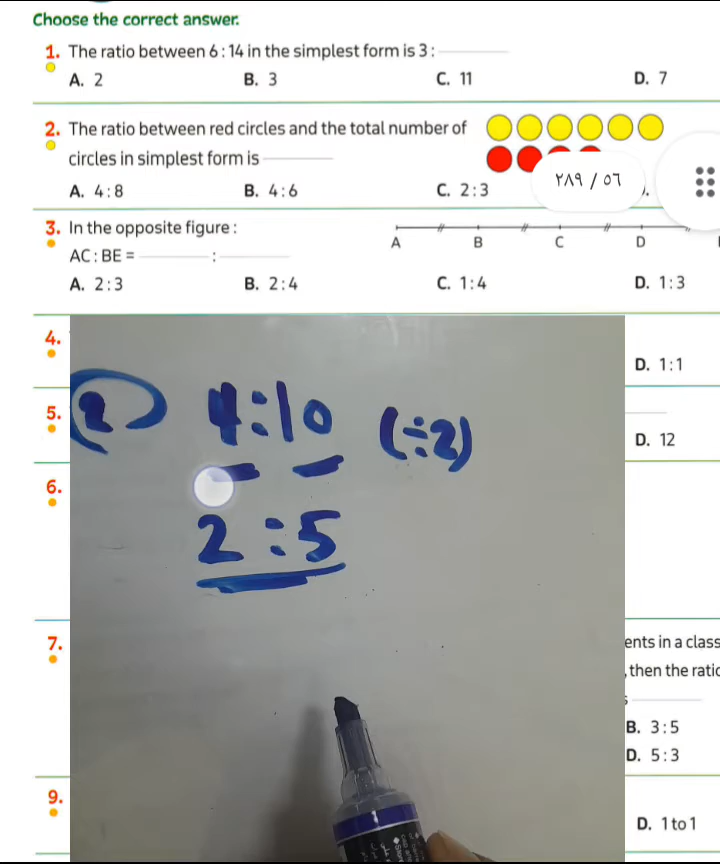 Choose the correct answer.
1. The ratio between 6 : 14 in the simplest form is 3 :
A. 2 B. 3 C. 11 D. 7
2. The ratio between red circles and the total number of
circles in simplest form is
A. 4 : 8 B. 4 : 6 C. 2 : 3
٢٨٩ / ٥٦
3. In the opposite figure :
A B C D
AC : BE = :
A. 2 : 3 B. 2 : 4 C. 1 : 4 D. 1 : 3
4.
D. 1 : 1
5.
D. 12
6.
2 4:10 (÷2)
2:5
7.
ents in a class
, then the ratio
B. 3 : 5
D. 5 : 3
9.
D. 1 to 1